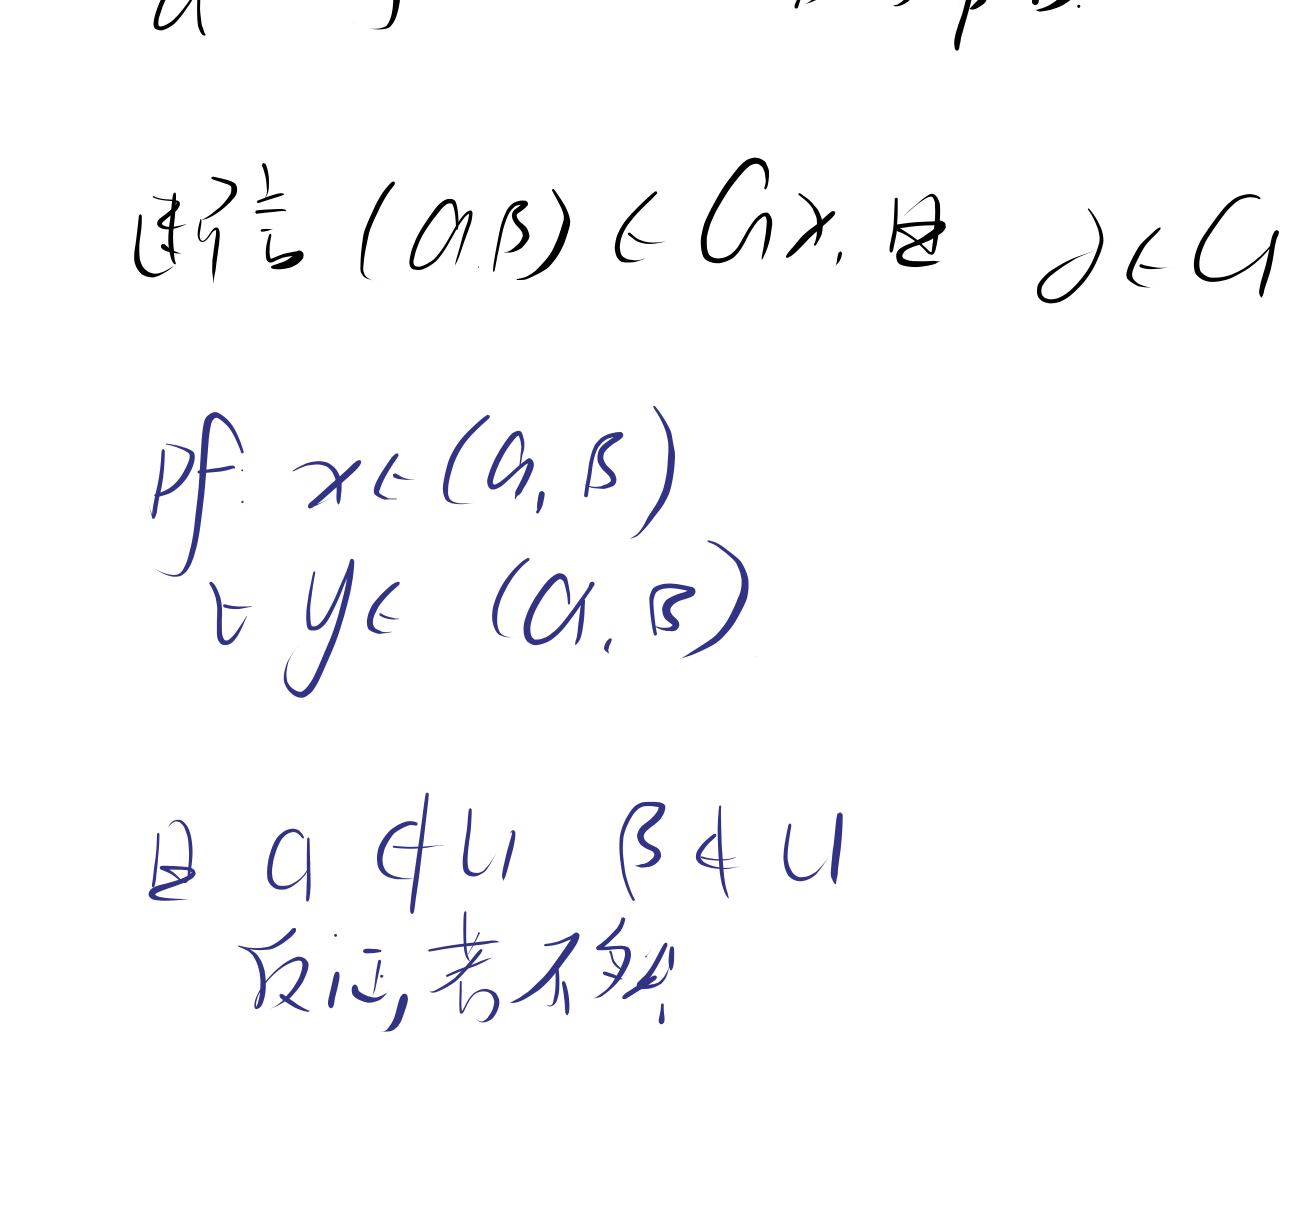 断言 (α.β) ∈ Gx. 且 α ∈ G
pf: x ∈ (α, β)
∀ y ∈ (α. β)
且 α ∉ U β ∉ U
反证, 若不然